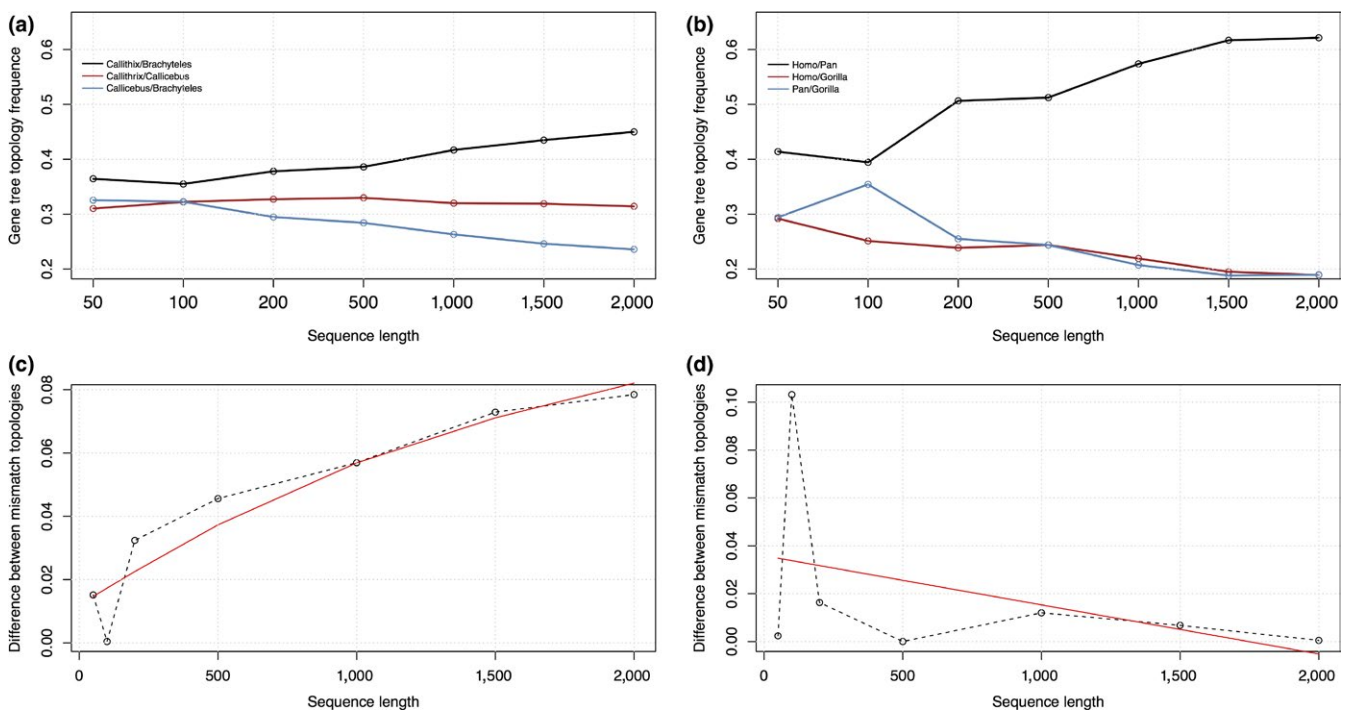 (a)
Gene tree topology frequence
0.6
0.5
0.4
0.3
0.2
Callithix/Brachyteles
Callithrix/Callicebus
Callicebus/Brachyteles
50 100 200 500 1,000 1,500 2,000
Sequence length
(b)
Gene tree topology frequence
0.6
0.5
0.4
0.3
0.2
Homo/Pan
Homo/Gorilla
Pan/Gorilla
50 100 200 500 1,000 1,500 2,000
Sequence length
(c)
Difference between mismatch topologies
0.08
0.06
0.04
0.02
0.00
0 500 1,000 1,500 2,000
Sequence length
(d)
Difference between mismatch topologies
0.10
0.08
0.06
0.04
0.02
0.00
0 500 1,000 1,500 2,000
Sequence length